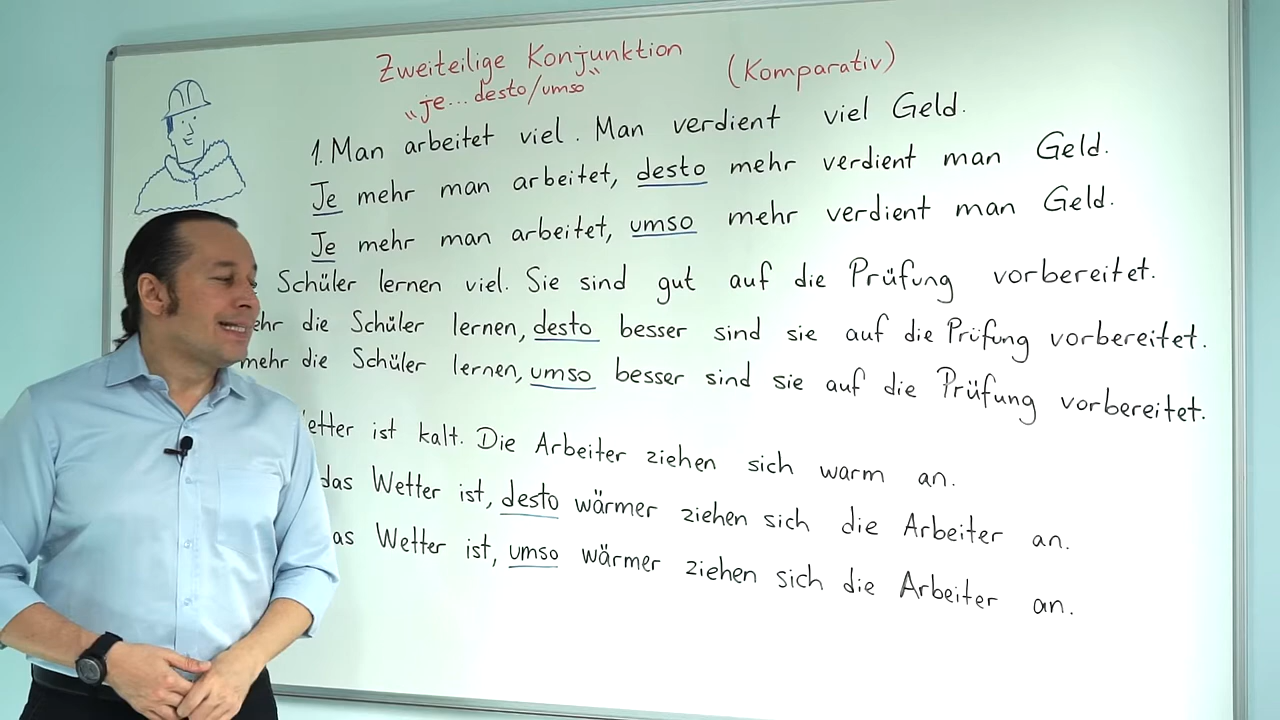 Zweiteilige Konjunktion (Komparativ)
"je... desto/umso"
1. Man arbeitet viel. Man verdient viel Geld.
Je mehr man arbeitet, desto mehr verdient man Geld.
Je mehr man arbeitet, umso mehr verdient man Geld.
Schüler lernen viel. Sie sind gut auf die Prüfung vorbereitet.
die Schüler lernen, desto besser sind sie auf die Prüfung vorbereitet.
mehr die Schüler lernen, umso besser sind sie auf die Prüfung vorbereitet.
ist kalt. Die Arbeiter ziehen sich warm an.
das Wetter ist, desto wärmer ziehen sich die Arbeiter an.
Wetter ist, umso wärmer ziehen sich die Arbeiter an.